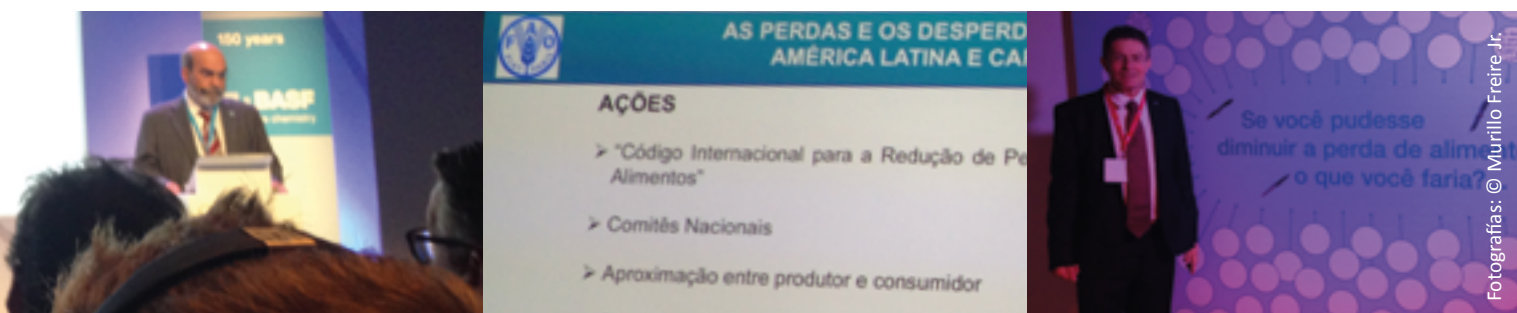 150 years
BASF
chemistry
FAO
AS PERDAS E OS DESPERD
AMÉRICA LATINA E CA
AÇÕES
➢ "Código Internacional para a Redução de Pe
Alimentos"
➢ Comitês Nacionais
➢ Aproximação entre produtor e consumidor
Se você pudesse
diminuir a perda de aliment
o que você faria?
Fotografias: © Murillo Freire Jr.